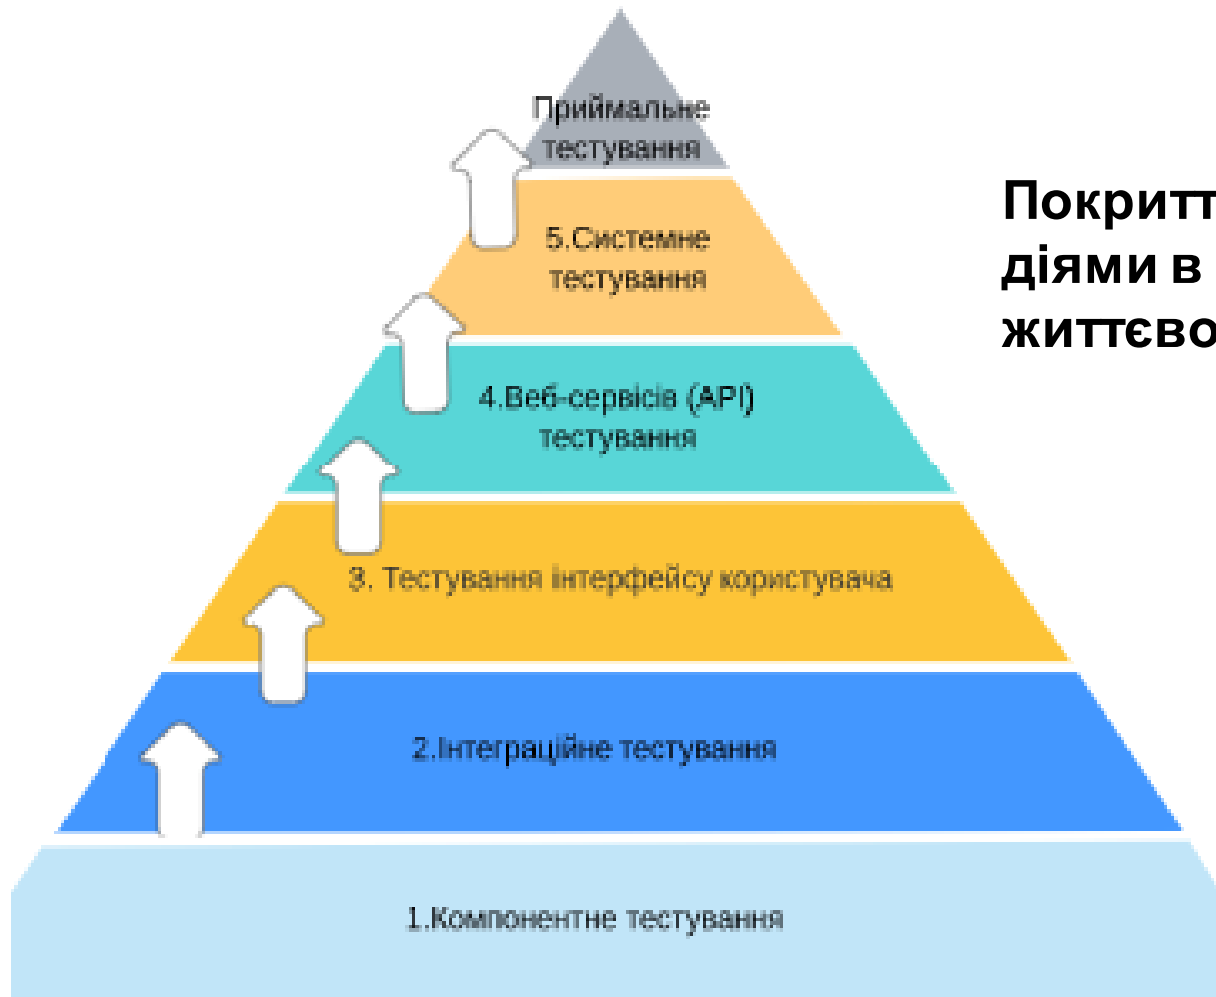 Приймальне
тестування
5.Системне
тестування
4.Веб-сервісів (API)
тестування
3. Тестування інтерфейсу користувача
2.Інтеграційне тестування
1.Компонентне тестування
Покритт
діями в
життєво